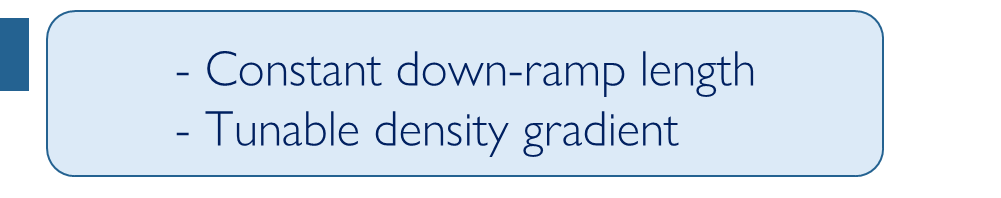 - Constant down-ramp length
- Tunable density gradient